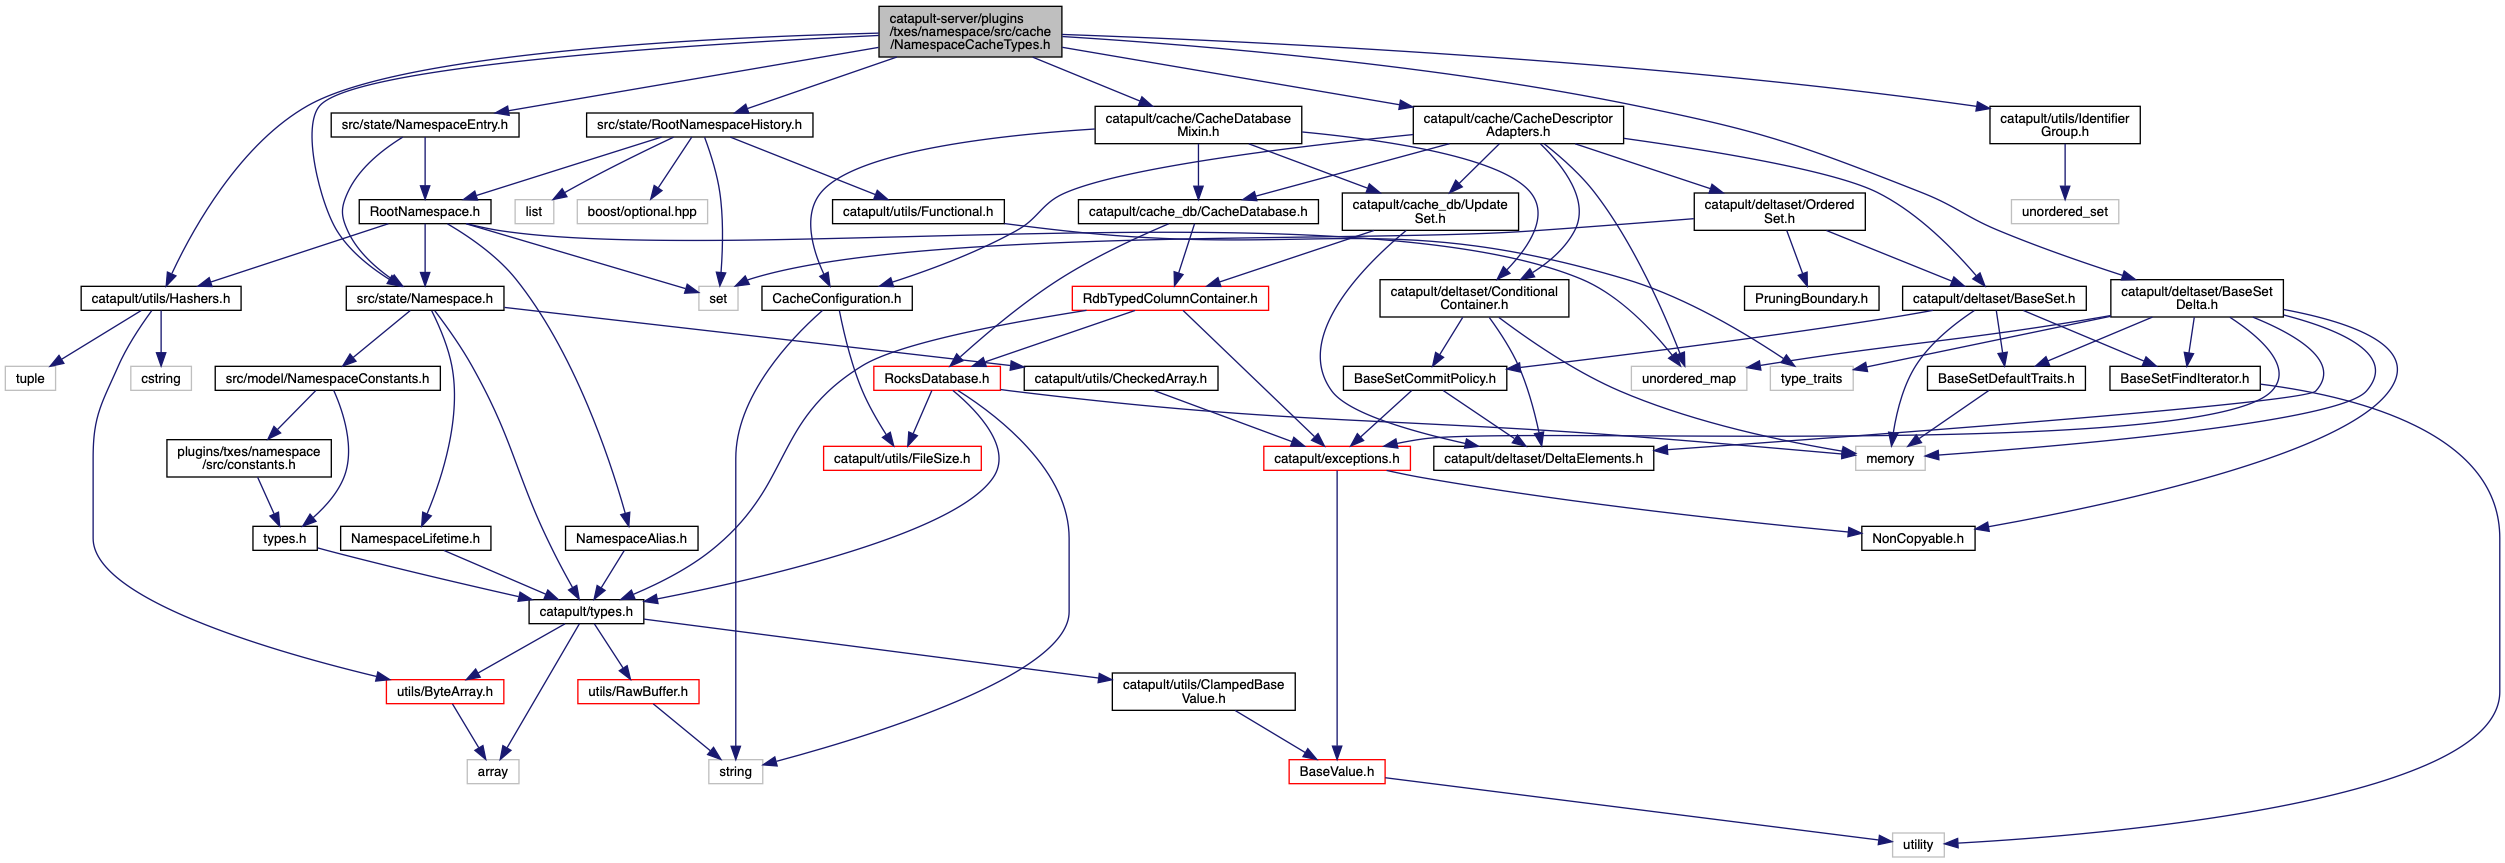 catapult-server/plugins
/txes/namespace/src/cache
/NamespaceCacheTypes.h
src/state/NamespaceEntry.h
src/state/RootNamespaceHistory.h
catapult/cache/CacheDatabase
Mixin.h
catapult/cache/CacheDescriptor
Adapters.h
catapult/utils/Identifier
Group.h
RootNamespace.h
list
boost/optional.hpp
catapult/utils/Functional.h
catapult/cache_db/CacheDatabase.h
catapult/cache_db/Update
Set.h
catapult/deltaset/Ordered
Set.h
unordered_set
catapult/utils/Hashers.h
src/state/Namespace.h
set
CacheConfiguration.h
RdbTypedColumnContainer.h
catapult/deltaset/Conditional
Container.h
PruningBoundary.h
catapult/deltaset/BaseSet.h
catapult/deltaset/BaseSet
Delta.h
tuple
cstring
src/model/NamespaceConstants.h
RocksDatabase.h
catapult/utils/CheckedArray.h
BaseSetCommitPolicy.h
unordered_map
type_traits
BaseSetDefaultTraits.h
BaseSetFindIterator.h
plugins/txes/namespace
/src/constants.h
catapult/utils/FileSize.h
catapult/exceptions.h
catapult/deltaset/DeltaElements.h
memory
types.h
NamespaceLifetime.h
NamespaceAlias.h
NonCopyable.h
catapult/types.h
utils/ByteArray.h
utils/RawBuffer.h
catapult/utils/ClampedBase
Value.h
array
string
BaseValue.h
utility